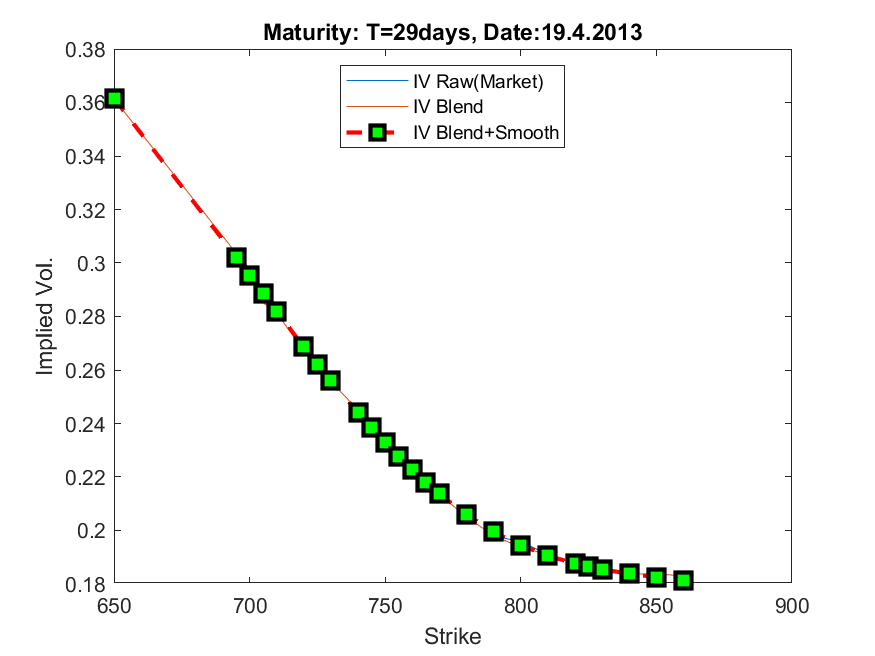 Maturity: T=29days, Date:19.4.2013
0.38
IV Raw(Market)
IV Blend
IV Blend+Smooth
0.36
0.34
0.32
0.3
0.28
0.26
0.24
0.22
0.2
0.18
Implied Vol.
650 700 750 800 850 900
Strike